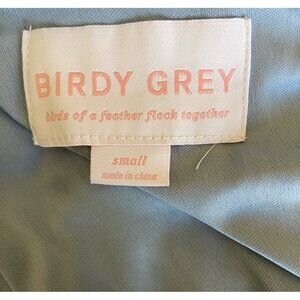 BIRDY GREY
birds of a feather flock together
small
made in china